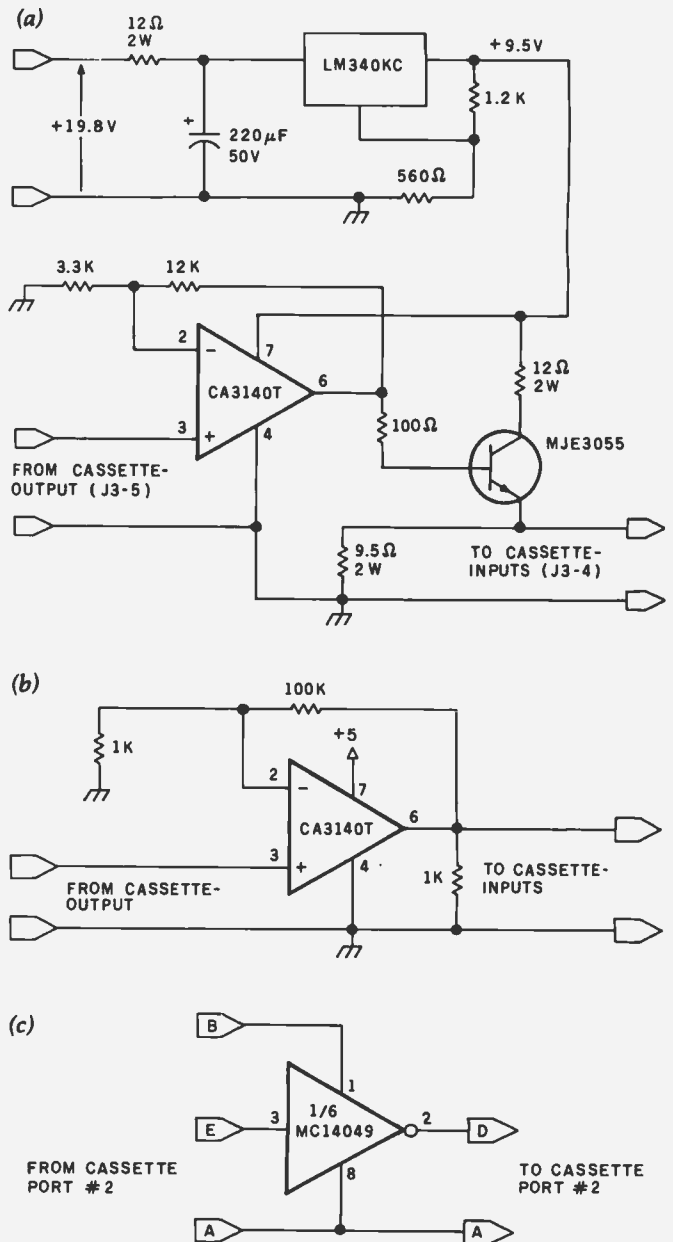 (a)
12Ω
2W
LM340KC
+9.5V
1.2K
+19.8V
+
220µF
50V
560Ω
3.3K
12K
2
−
7
CA3140T
6
3
+
4
100Ω
12Ω
2W
MJE3055
FROM CASSETTE-
OUTPUT (J3-5)
9.5Ω
2W
TO CASSETTE-
INPUTS (J3-4)
(b)
100K
1K
+5
2
−
7
CA3140T
6
3
+
4
1K
FROM CASSETTE-
OUTPUT
TO CASSETTE-
INPUTS
(c)
B
1
1/6
MC14049
E
3
2
D
8
FROM CASSETTE
PORT #2
TO CASSETTE
PORT #2
A
A